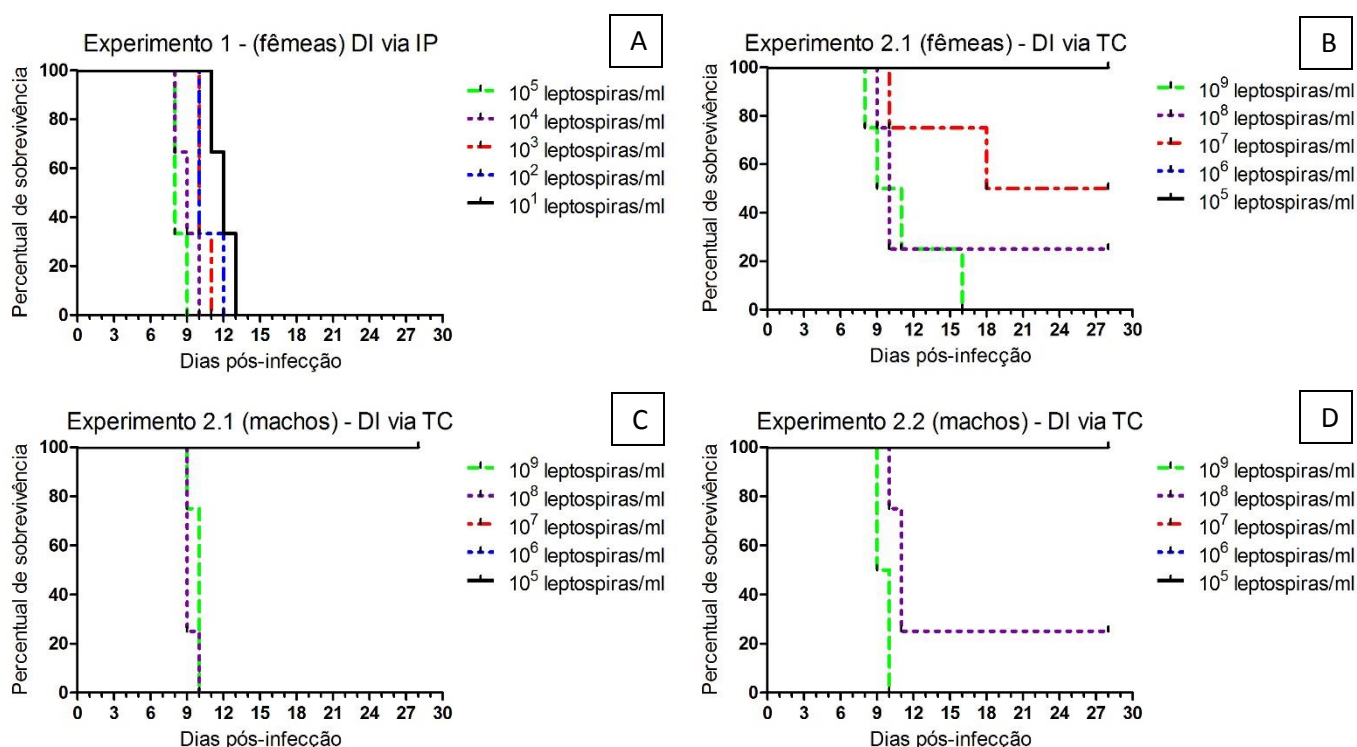 Experimento 1 - (fêmeas) DI via IP
A
Percentual de sobrevivência
100
80
60
40
20
0
0 3 6 9 12 15 18 21 24 27 30
Dias pós-infecção
10⁵ leptospiras/ml
10⁴ leptospiras/ml
10³ leptospiras/ml
10² leptospiras/ml
10¹ leptospiras/ml
Experimento 2.1 (fêmeas) - DI via TC
B
Percentual de sobrevivência
100
80
60
40
20
0
0 3 6 9 12 15 18 21 24 27 30
Dias pós-infecção
10⁹ leptospiras/ml
10⁸ leptospiras/ml
10⁷ leptospiras/ml
10⁶ leptospiras/ml
10⁵ leptospiras/ml
Experimento 2.1 (machos) - DI via TC
C
Percentual de sobrevivência
100
80
60
40
20
0
0 3 6 9 12 15 18 21 24 27 30
Dias pós-infecção
10⁹ leptospiras/ml
10⁸ leptospiras/ml
10⁷ leptospiras/ml
10⁶ leptospiras/ml
10⁵ leptospiras/ml
Experimento 2.2 (machos) - DI via TC
D
Percentual de sobrevivência
100
80
60
40
20
0
0 3 6 9 12 15 18 21 24 27 30
Dias pós-infecção
10⁹ leptospiras/ml
10⁸ leptospiras/ml
10⁷ leptospiras/ml
10⁶ leptospiras/ml
10⁵ leptospiras/ml